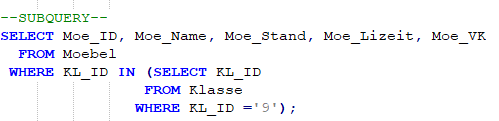 --SUBQUERY--
SELECT Moe_ID, Moe_Name, Moe_Stand, Moe_Lizeit, Moe_VK
FROM Moebel
WHERE KL_ID IN (SELECT KL_ID
FROM Klasse
WHERE KL_ID ='9');